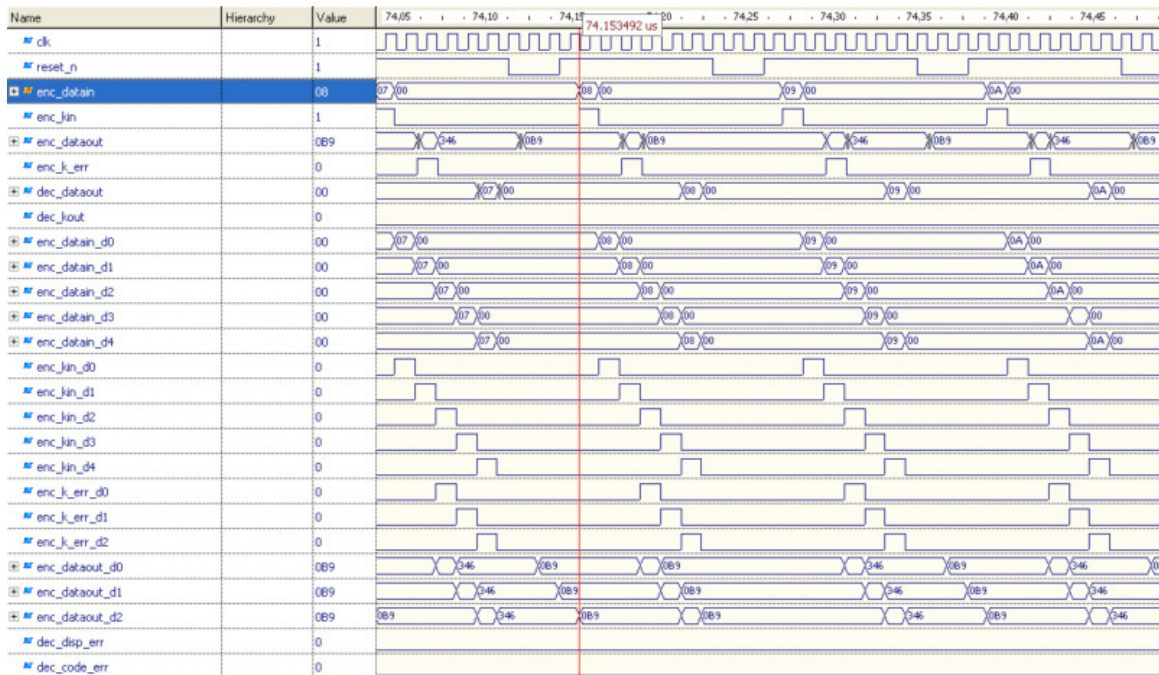 Name Hierarchy Value 74,05 74,10 74,15 74,20 74,25 74,30 74,35 74,40 74,45
74.153492 us
clk 1
reset_n 1
enc_datain 08 07 00 08 00 09 00 0A 00
enc_kin 1
enc_dataout 0B9 346 0B9 0B9 346 0B9 346 0B9
enc_k_err 0
dec_dataout 00 07 00 08 00 09 00 0A 00
dec_kout 0
enc_datain_d0 00 07 00 08 00 09 00 0A 00
enc_datain_d1 00 07 00 08 00 09 00 0A 00
enc_datain_d2 00 07 00 08 00 09 00 0A 00
enc_datain_d3 00 07 00 08 00 09 00 00
enc_datain_d4 00 07 00 08 00 09 00 0A 00
enc_kin_d0 0
enc_kin_d1 0
enc_kin_d2 0
enc_kin_d3 0
enc_kin_d4 0
enc_k_err_d0 0
enc_k_err_d1 0
enc_k_err_d2 0
enc_dataout_d0 0B9 346 0B9 0B9 346 0B9 346
enc_dataout_d1 0B9 346 0B9 0B9 346 0B9 346
enc_dataout_d2 0B9 0B9 346 0B9 0B9 346 0B9 346
dec_disp_err 0
dec_code_err 0